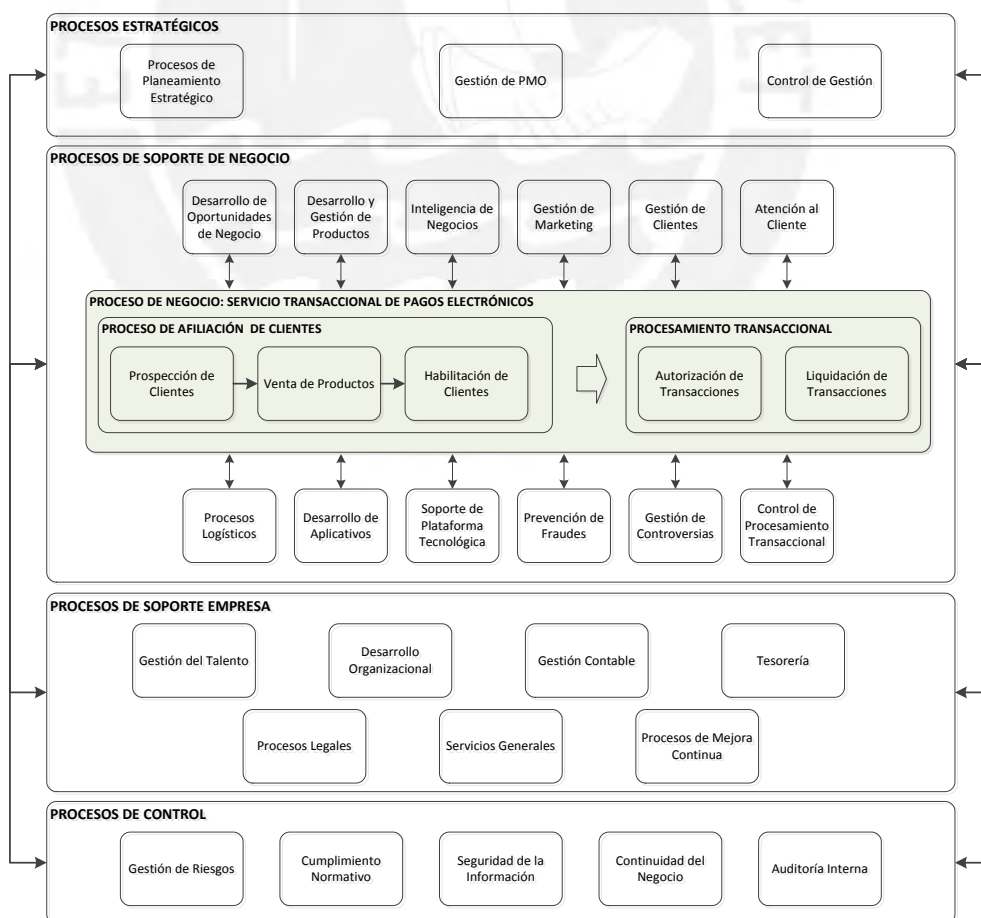 PROCESOS ESTRATÉGICOS
Procesos de
Planeamiento
Estratégico
Gestión de PMO
Control de Gestión
PROCESOS DE SOPORTE DE NEGOCIO
Desarrollo de
Oportunidades
de Negocio
Desarrollo y
Gestión de
Productos
Inteligencia de
Negocios
Gestión de
Marketing
Gestión de
Clientes
Atención al
Cliente
PROCESO DE NEGOCIO: SERVICIO TRANSACCIONAL DE PAGOS ELECTRÓNICOS
PROCESO DE AFILIACIÓN DE CLIENTES
Prospección de
Clientes
Venta de Productos
Habilitación de
Clientes
PROCESAMIENTO TRANSACCIONAL
Autorización de
Transacciones
Liquidación de
Transacciones
Procesos
Logísticos
Desarrollo de
Aplicativos
Soporte de
Plataforma
Tecnológica
Prevención de
Fraudes
Gestión de
Controversias
Control de
Procesamiento
Transaccional
PROCESOS DE SOPORTE EMPRESA
Gestión del Talento
Desarrollo
Organizacional
Gestión Contable
Tesorería
Procesos Legales
Servicios Generales
Procesos de Mejora
Continua
PROCESOS DE CONTROL
Gestión de Riesgos
Cumplimiento
Normativo
Seguridad de la
Información
Continuidad del
Negocio
Auditoría Interna